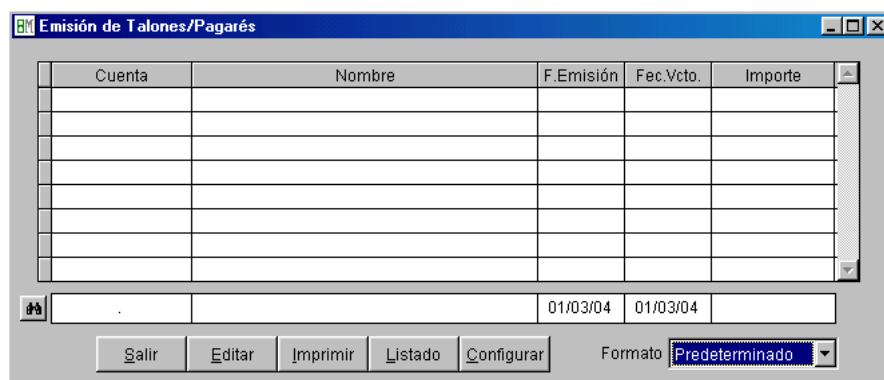 BM Emisión de Talones/Pagarés
Cuenta Nombre F.Emisión Fec.Vcto. Importe
. 01/03/04 01/03/04
Salir Editar Imprimir Listado Configurar Formato Predeterminado